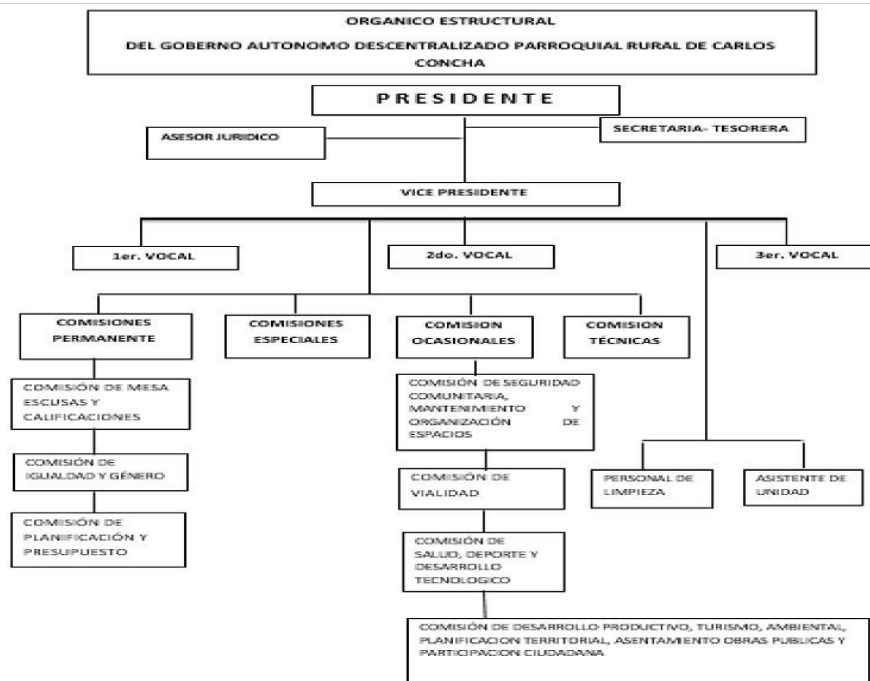 ORGANICO ESTRUCTURAL
DEL GOBERNO AUTONOMO DESCENTRALIZADO PARROQUIAL RURAL DE CARLOS
CONCHA
PRESIDENTE
ASESOR JURIDICO
SECRETARIA- TESORERA
VICE PRESIDENTE
1er. VOCAL
2do. VOCAL
3er. VOCAL
COMISIONES
PERMANENTE
COMISIONES
ESPECIALES
COMISION
OCASIONALES
COMISION
TÉCNICAS
COMISIÓN DE MESA
ESCUSAS Y
CALIFICACIONES
COMISIÓN DE SEGURIDAD
COMUNITARIA,
MANTENIMIENTO Y
ORGANIZACIÓN DE
ESPACIOS
COMISIÓN DE
IGUALDAD Y GÉNERO
COMISIÓN DE
VIALIDAD
PERSONAL DE
LIMPIEZA
ASISTENTE DE
UNIDAD
COMISIÓN DE
PLANIFICACIÓN Y
PRESUPUESTO
COMISIÓN DE
SALUD, DEPORTE Y
DESARROLLO
TECNOLOGICO
COMISIÓN DE DESARROLLO PRODUCTIVO, TURISMO, AMBIENTAL,
PLANIFICACION TERRITORIAL, ASENTAMIENTO OBRAS PUBLICAS Y
PARTICIPACION CIUDADANA